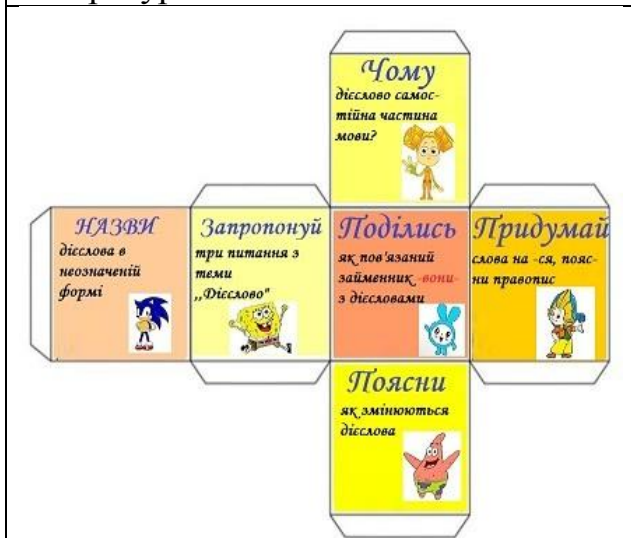 Чому
дієслово самос-
тійна частина
мови?
НАЗВИ
дієслова в
неозначеній
формі
Запропонуй
три питання з
теми
,,Дієслово"
Поділись
як пов'язаний
займенник -вони-
з дієсловами
Придумай
слова на -ся, пояс-
ни правопис
Поясни
як змінюються
дієслова